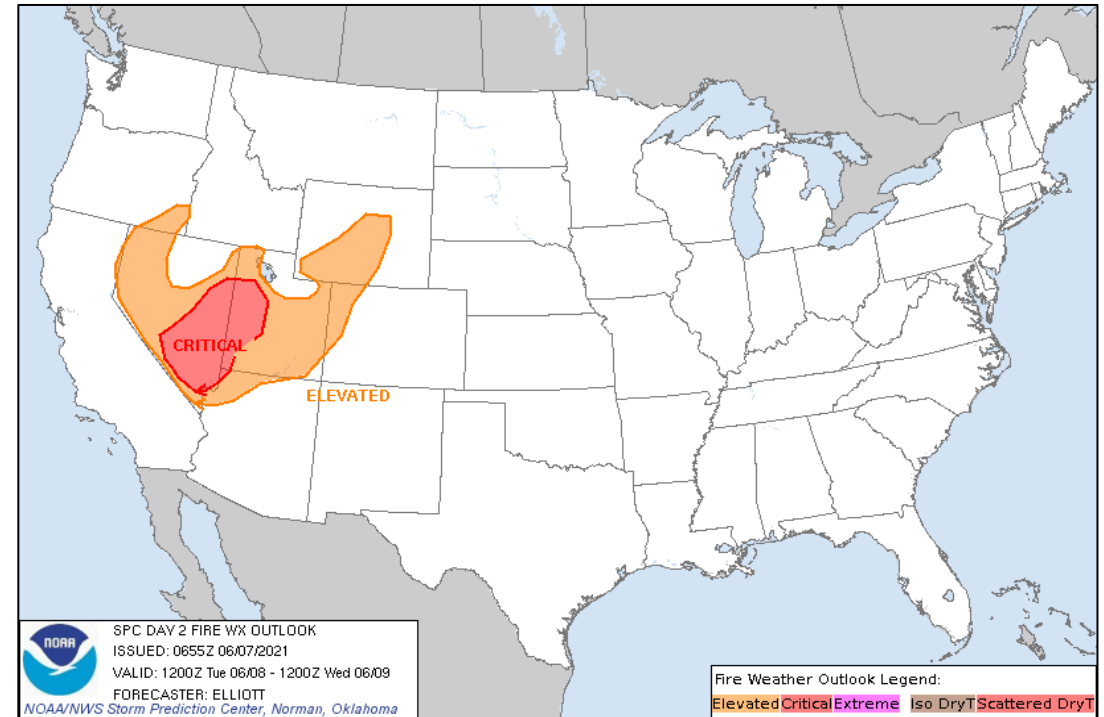 CRITICAL
ELEVATED
NOAA
SPC DAY 2 FIRE WX OUTLOOK
ISSUED: 0655Z 06/07/2021
VALID: 1200Z Tue 06/08 - 1200Z Wed 06/09
FORECASTER: ELLIOTT
NOAA/NWS Storm Prediction Center, Norman, Oklahoma
Fire Weather Outlook Legend:
Elevated Critical Extreme Iso DryT Scattered DryT